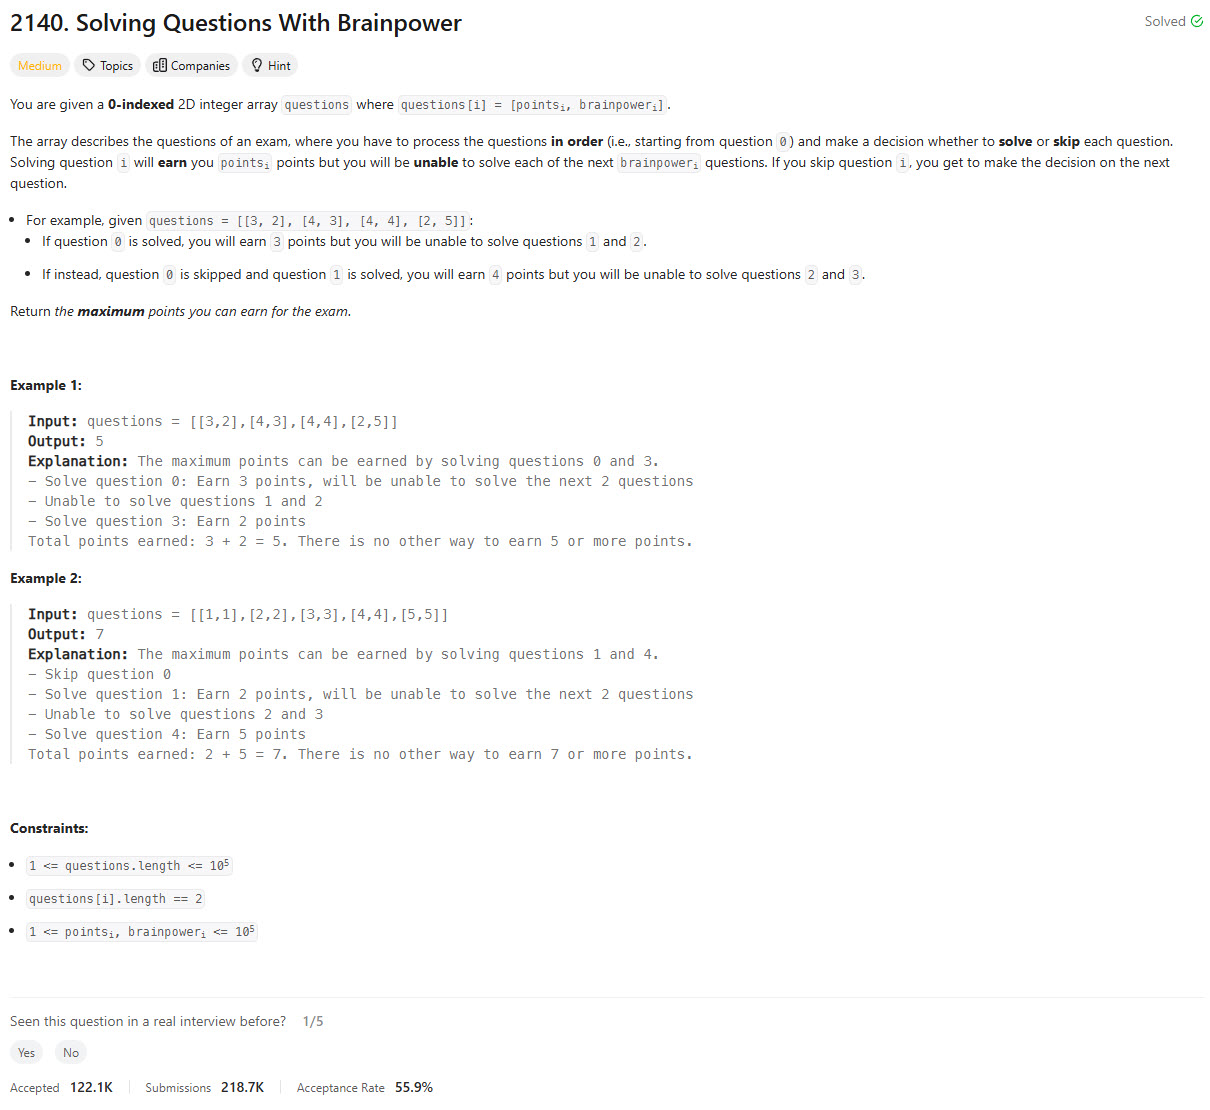 2140. Solving Questions With Brainpower
Solved
Medium Topics Companies Hint
You are given a 0-indexed 2D integer array questions where questions[i] = [pointsᵢ, brainpowerᵢ].
The array describes the questions of an exam, where you have to process the questions in order (i.e., starting from question 0) and make a decision whether to solve or skip each question.
Solving question i will earn you pointsᵢ points but you will be unable to solve each of the next brainpowerᵢ questions. If you skip question i, you get to make the decision on the next
question.
• For example, given questions = [[3, 2], [4, 3], [4, 4], [2, 5]]:
• If question 0 is solved, you will earn 3 points but you will be unable to solve questions 1 and 2.
• If instead, question 0 is skipped and question 1 is solved, you will earn 4 points but you will be unable to solve questions 2 and 3.
Return the maximum points you can earn for the exam.
Example 1:
Input: questions = [[3,2],[4,3],[4,4],[2,5]]
Output: 5
Explanation: The maximum points can be earned by solving questions 0 and 3.
- Solve question 0: Earn 3 points, will be unable to solve the next 2 questions
- Unable to solve questions 1 and 2
- Solve question 3: Earn 2 points
Total points earned: 3 + 2 = 5. There is no other way to earn 5 or more points.
Example 2:
Input: questions = [[1,1],[2,2],[3,3],[4,4],[5,5]]
Output: 7
Explanation: The maximum points can be earned by solving questions 1 and 4.
- Skip question 0
- Solve question 1: Earn 2 points, will be unable to solve the next 2 questions
- Unable to solve questions 2 and 3
- Solve question 4: Earn 5 points
Total points earned: 2 + 5 = 7. There is no other way to earn 7 or more points.
Constraints:
• 1 <= questions.length <= 10⁵
• questions[i].length == 2
• 1 <= pointsᵢ, brainpowerᵢ <= 10⁵
Seen this question in a real interview before? 1/5
Yes No
Accepted 122.1K Submissions 218.7K Acceptance Rate 55.9%